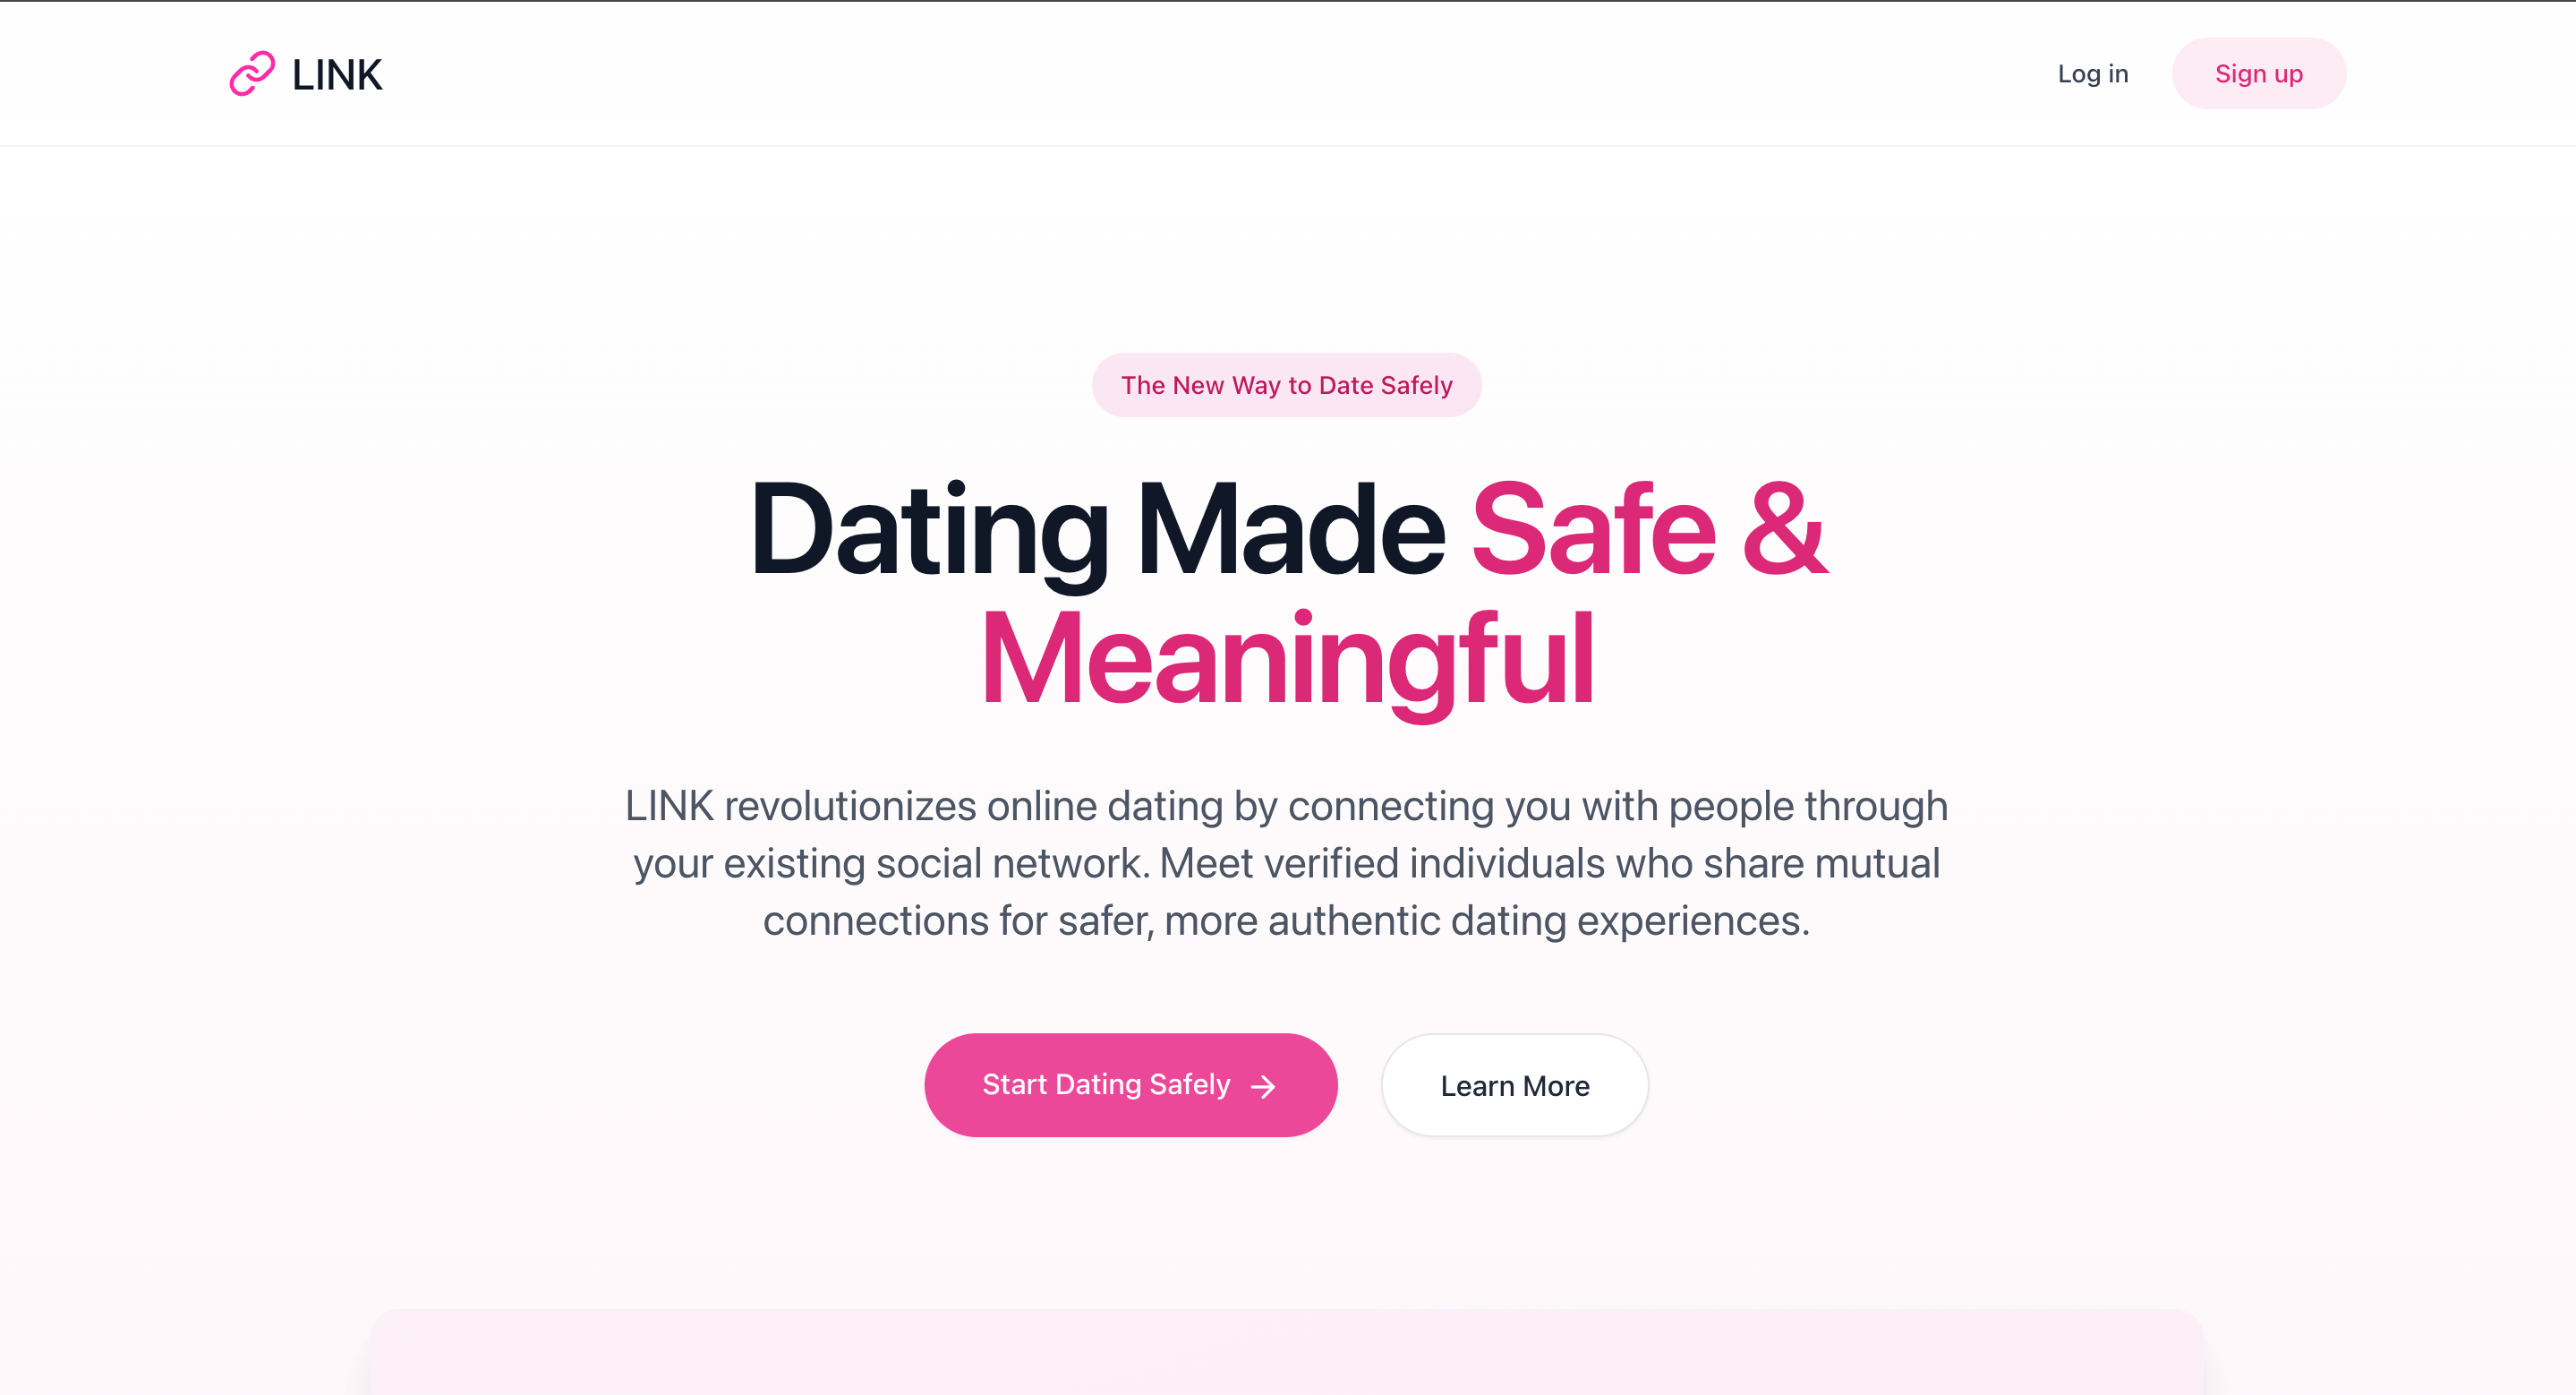 LINK
Log in
Sign up
The New Way to Date Safely
Dating Made Safe &
Meaningful
LINK revolutionizes online dating by connecting you with people through
your existing social network. Meet verified individuals who share mutual
connections for safer, more authentic dating experiences.
Start Dating Safely
Learn More